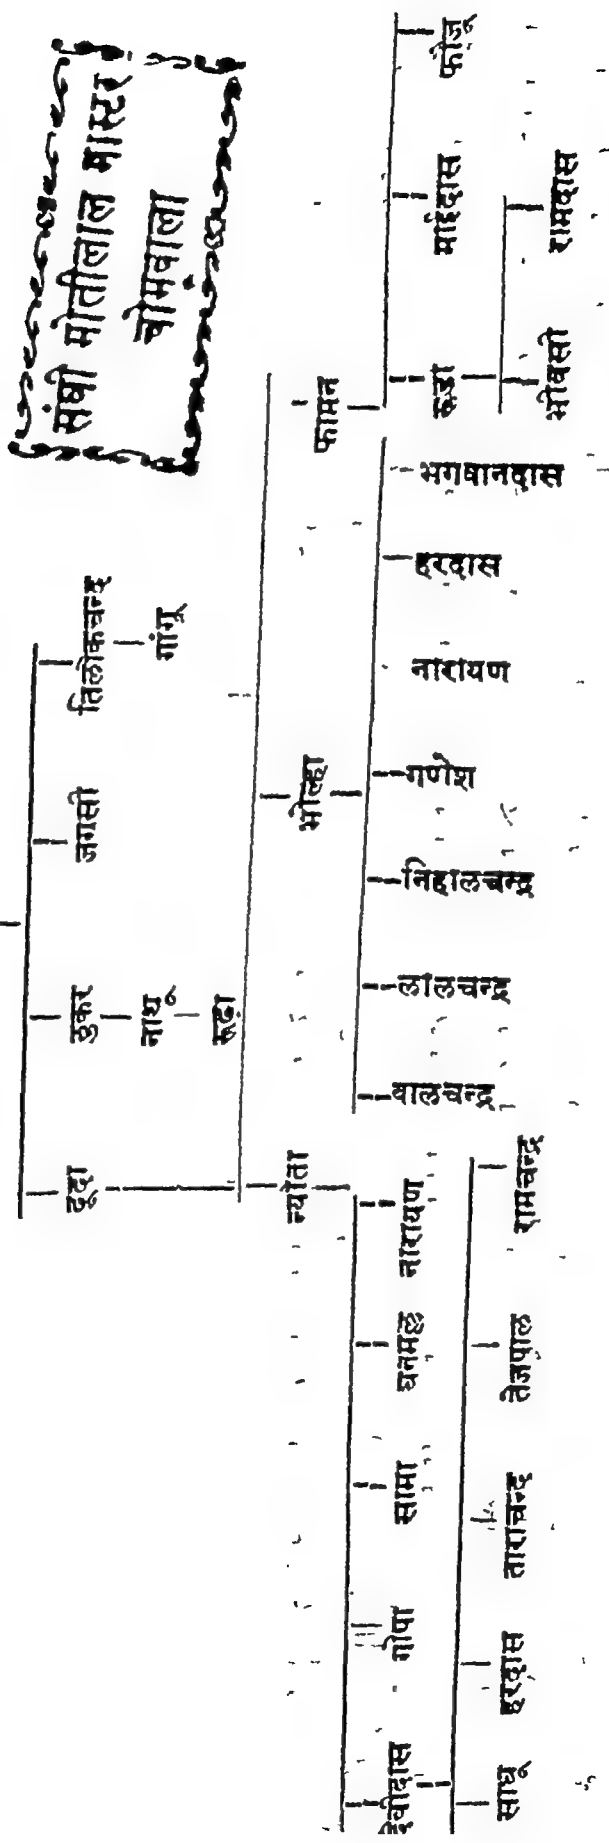 संघी मोतीलाल मास्टर
चोमवाला
दूदा ठुकर जगसी तिलोकचन्द
नाथू गांगू
रूढा
न्योता भोल्हा फामन
नारायण धनमल सामा गोपा
वालचन्द्र लालचन्द्र निहालचन्द्र गणेश नारायण हरदास भगवानदास
रूडा माईदास फोजू
साधू हरदास ताराचन्द तेजपाल रामचन्द्र
भीवसी रामदास